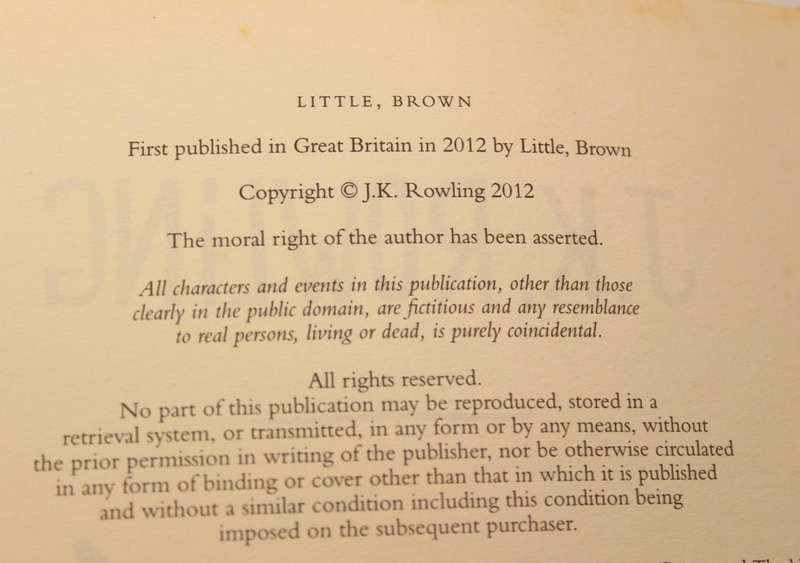 LITTLE, BROWN
First published in Great Britain in 2012 by Little, Brown
Copyright © J.K. Rowling 2012
The moral right of the author has been asserted.
All characters and events in this publication, other than those
clearly in the public domain, are fictitious and any resemblance
to real persons, living or dead, is purely coincidental.
All rights reserved.
No part of this publication may be reproduced, stored in a
retrieval system, or transmitted, in any form or by any means, without
the prior permission in writing of the publisher, nor be otherwise circulated
in any form of binding or cover other than that in which it is published
and without a similar condition including this condition being
imposed on the subsequent purchaser.